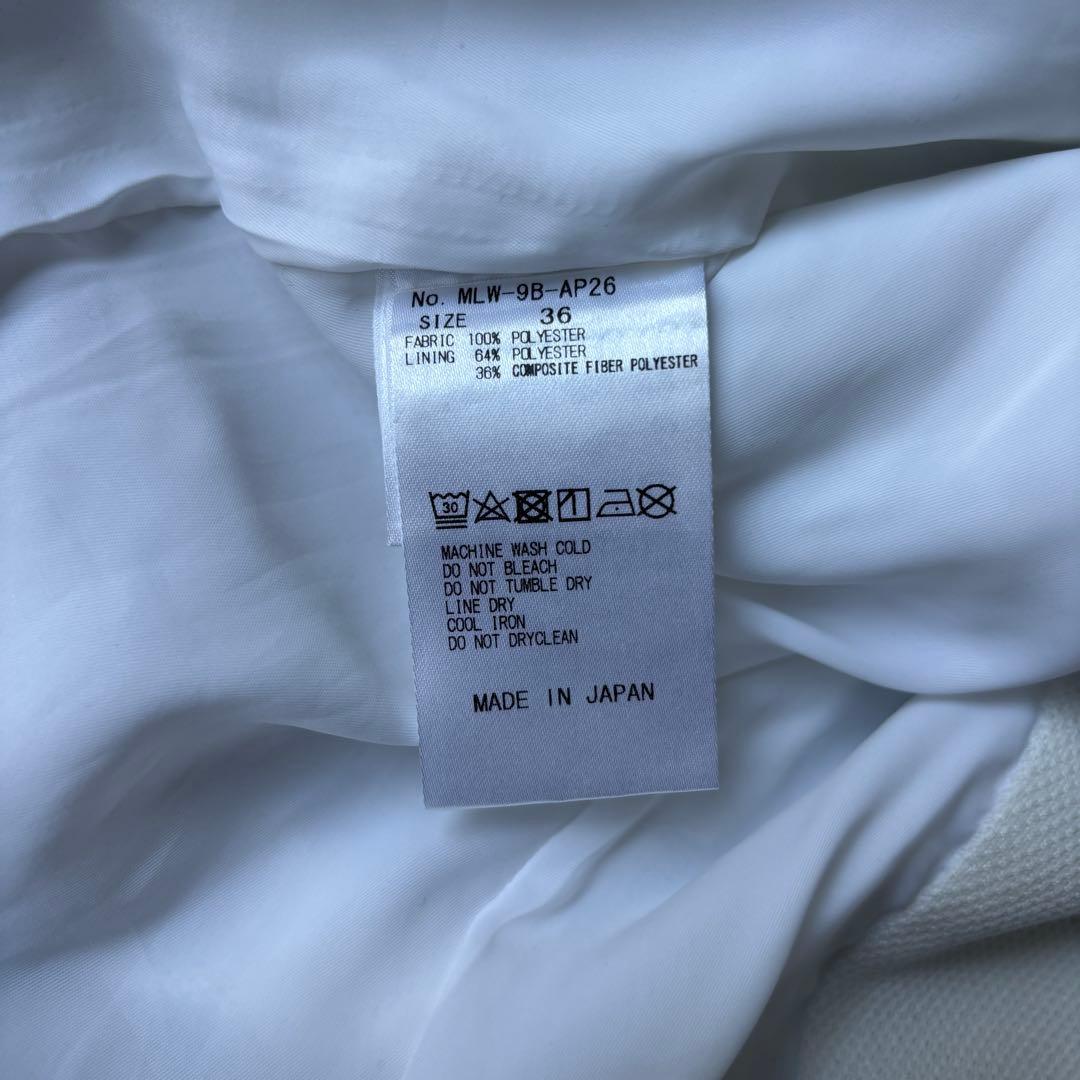 No. MLW-9B-AP26
SIZE 36
FABRIC 100% POLYESTER
LINING 64% POLYESTER
36% COMPOSITE FIBER POLYESTER
30
MACHINE WASH COLD
DO NOT BLEACH
DO NOT TUMBLE DRY
LINE DRY
COOL IRON
DO NOT DRYCLEAN
MADE IN JAPAN